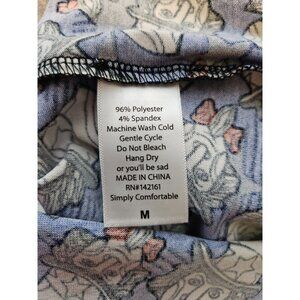 96% Polyester
4% Spandex
Machine Wash Cold
Gentle Cycle
Do Not Bleach
Hang Dry
or you'll be sad
MADE IN CHINA
RN#142161
Simply Comfortable
M